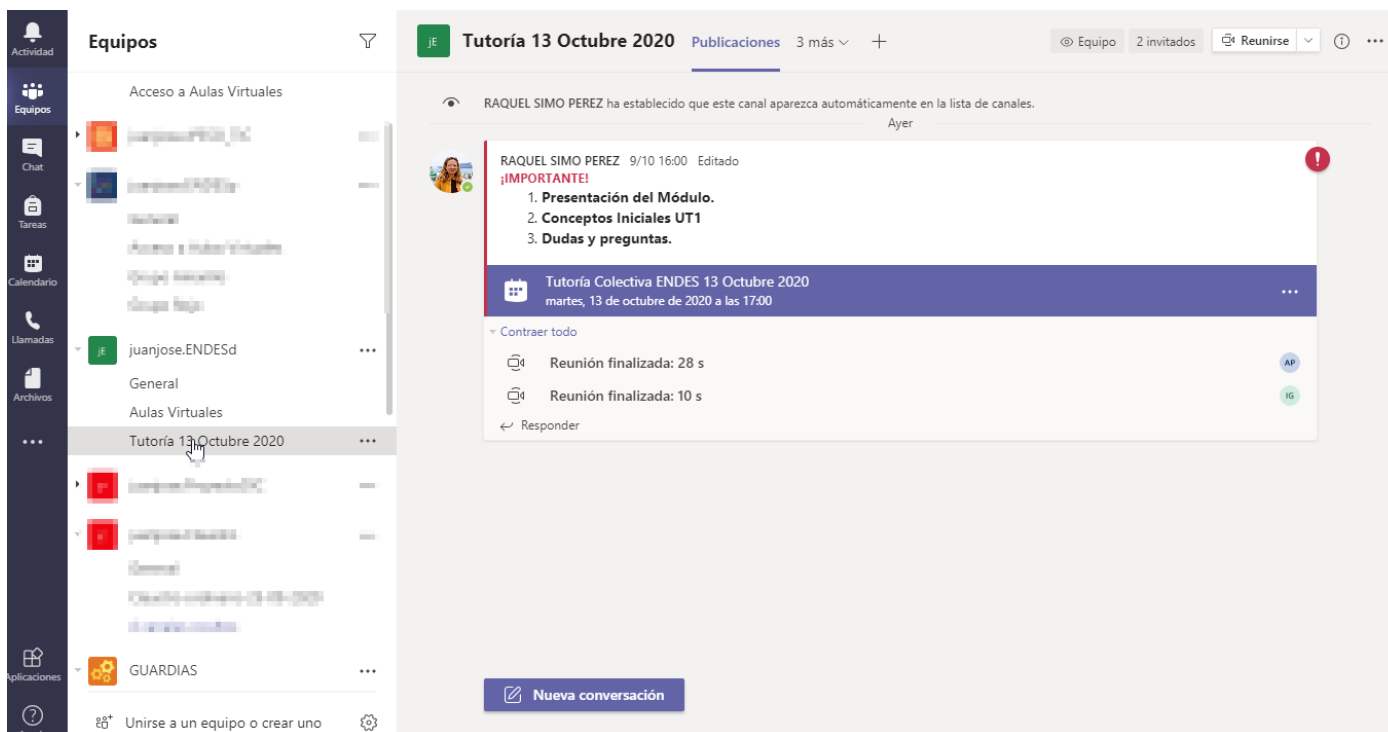 Actividad
Equipos
Chat
Tareas
Calendario
Llamadas
Archivos
Aplicaciones
Equipos
Acceso a Aulas Virtuales
General
Acceso a Aulas Virtuales
jE juanjose.ENDESd
General
Aulas Virtuales
Tutoría 13 Octubre 2020
General
GUARDIAS
Unirse a un equipo o crear uno
jE Tutoría 13 Octubre 2020 Publicaciones 3 más
Equipo 2 invitados Reunirse
RAQUEL SIMO PEREZ ha establecido que este canal aparezca automáticamente en la lista de canales.
Ayer
RAQUEL SIMO PEREZ 9/10 16:00 Editado
¡IMPORTANTE!
1. Presentación del Módulo.
2. Conceptos Iniciales UT1
3. Dudas y preguntas.
Tutoría Colectiva ENDES 13 Octubre 2020
martes, 13 de octubre de 2020 a las 17:00
Contraer todo
Reunión finalizada: 28 s AP
Reunión finalizada: 10 s IG
Responder
Nueva conversación